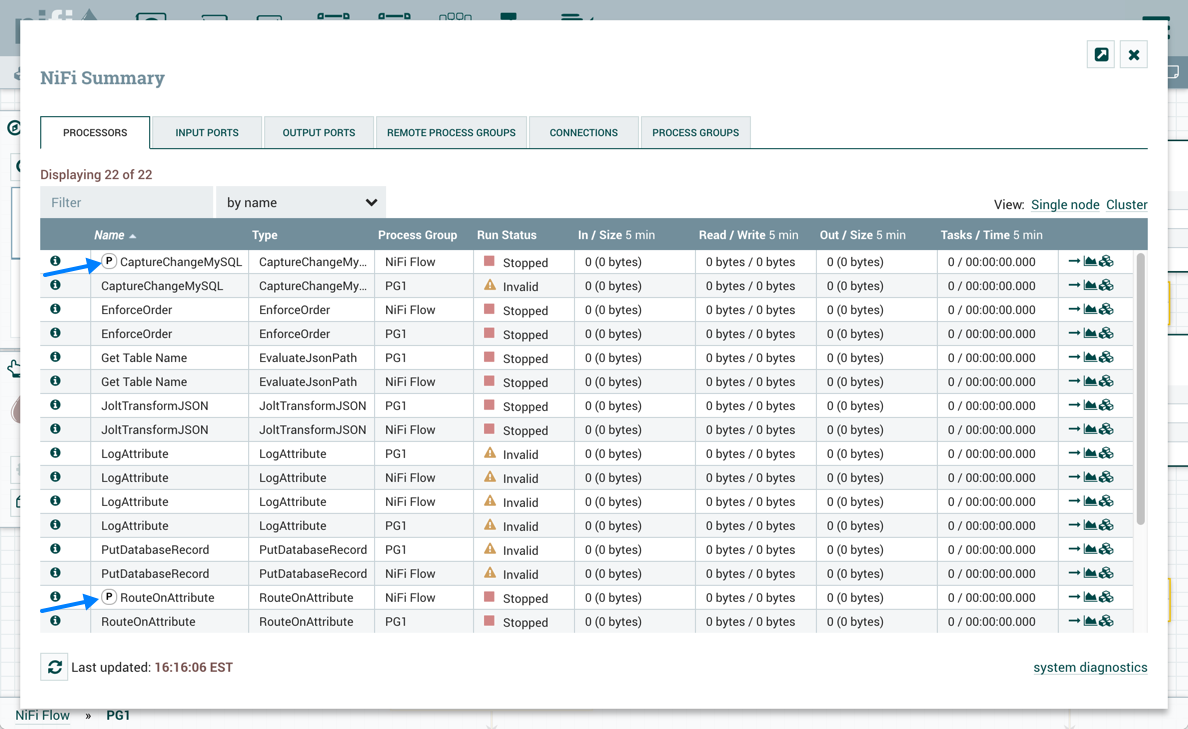 NiFi Summary
PROCESSORS INPUT PORTS OUTPUT PORTS REMOTE PROCESS GROUPS CONNECTIONS PROCESS GROUPS
Displaying 22 of 22
Filter by name
View: Single node Cluster
Name Type Process Group Run Status In / Size 5 min Read / Write 5 min Out / Size 5 min Tasks / Time 5 min
P CaptureChangeMySQL CaptureChangeMy... NiFi Flow Stopped 0 (0 bytes) 0 bytes / 0 bytes 0 (0 bytes) 0 / 00:00:00.000
CaptureChangeMySQL CaptureChangeMy... PG1 Invalid 0 (0 bytes) 0 bytes / 0 bytes 0 (0 bytes) 0 / 00:00:00.000
EnforceOrder EnforceOrder NiFi Flow Stopped 0 (0 bytes) 0 bytes / 0 bytes 0 (0 bytes) 0 / 00:00:00.000
EnforceOrder EnforceOrder PG1 Stopped 0 (0 bytes) 0 bytes / 0 bytes 0 (0 bytes) 0 / 00:00:00.000
Get Table Name EvaluateJsonPath PG1 Stopped 0 (0 bytes) 0 bytes / 0 bytes 0 (0 bytes) 0 / 00:00:00.000
Get Table Name EvaluateJsonPath NiFi Flow Stopped 0 (0 bytes) 0 bytes / 0 bytes 0 (0 bytes) 0 / 00:00:00.000
JoltTransformJSON JoltTransformJSON PG1 Stopped 0 (0 bytes) 0 bytes / 0 bytes 0 (0 bytes) 0 / 00:00:00.000
JoltTransformJSON JoltTransformJSON NiFi Flow Stopped 0 (0 bytes) 0 bytes / 0 bytes 0 (0 bytes) 0 / 00:00:00.000
LogAttribute LogAttribute PG1 Invalid 0 (0 bytes) 0 bytes / 0 bytes 0 (0 bytes) 0 / 00:00:00.000
LogAttribute LogAttribute NiFi Flow Invalid 0 (0 bytes) 0 bytes / 0 bytes 0 (0 bytes) 0 / 00:00:00.000
LogAttribute LogAttribute NiFi Flow Invalid 0 (0 bytes) 0 bytes / 0 bytes 0 (0 bytes) 0 / 00:00:00.000
LogAttribute LogAttribute PG1 Invalid 0 (0 bytes) 0 bytes / 0 bytes 0 (0 bytes) 0 / 00:00:00.000
PutDatabaseRecord PutDatabaseRecord PG1 Invalid 0 (0 bytes) 0 bytes / 0 bytes 0 (0 bytes) 0 / 00:00:00.000
PutDatabaseRecord PutDatabaseRecord NiFi Flow Invalid 0 (0 bytes) 0 bytes / 0 bytes 0 (0 bytes) 0 / 00:00:00.000
P RouteOnAttribute RouteOnAttribute NiFi Flow Stopped 0 (0 bytes) 0 bytes / 0 bytes 0 (0 bytes) 0 / 00:00:00.000
RouteOnAttribute RouteOnAttribute PG1 Stopped 0 (0 bytes) 0 bytes / 0 bytes 0 (0 bytes) 0 / 00:00:00.000
Last updated: 16:16:06 EST
system diagnostics
NiFi Flow » PG1